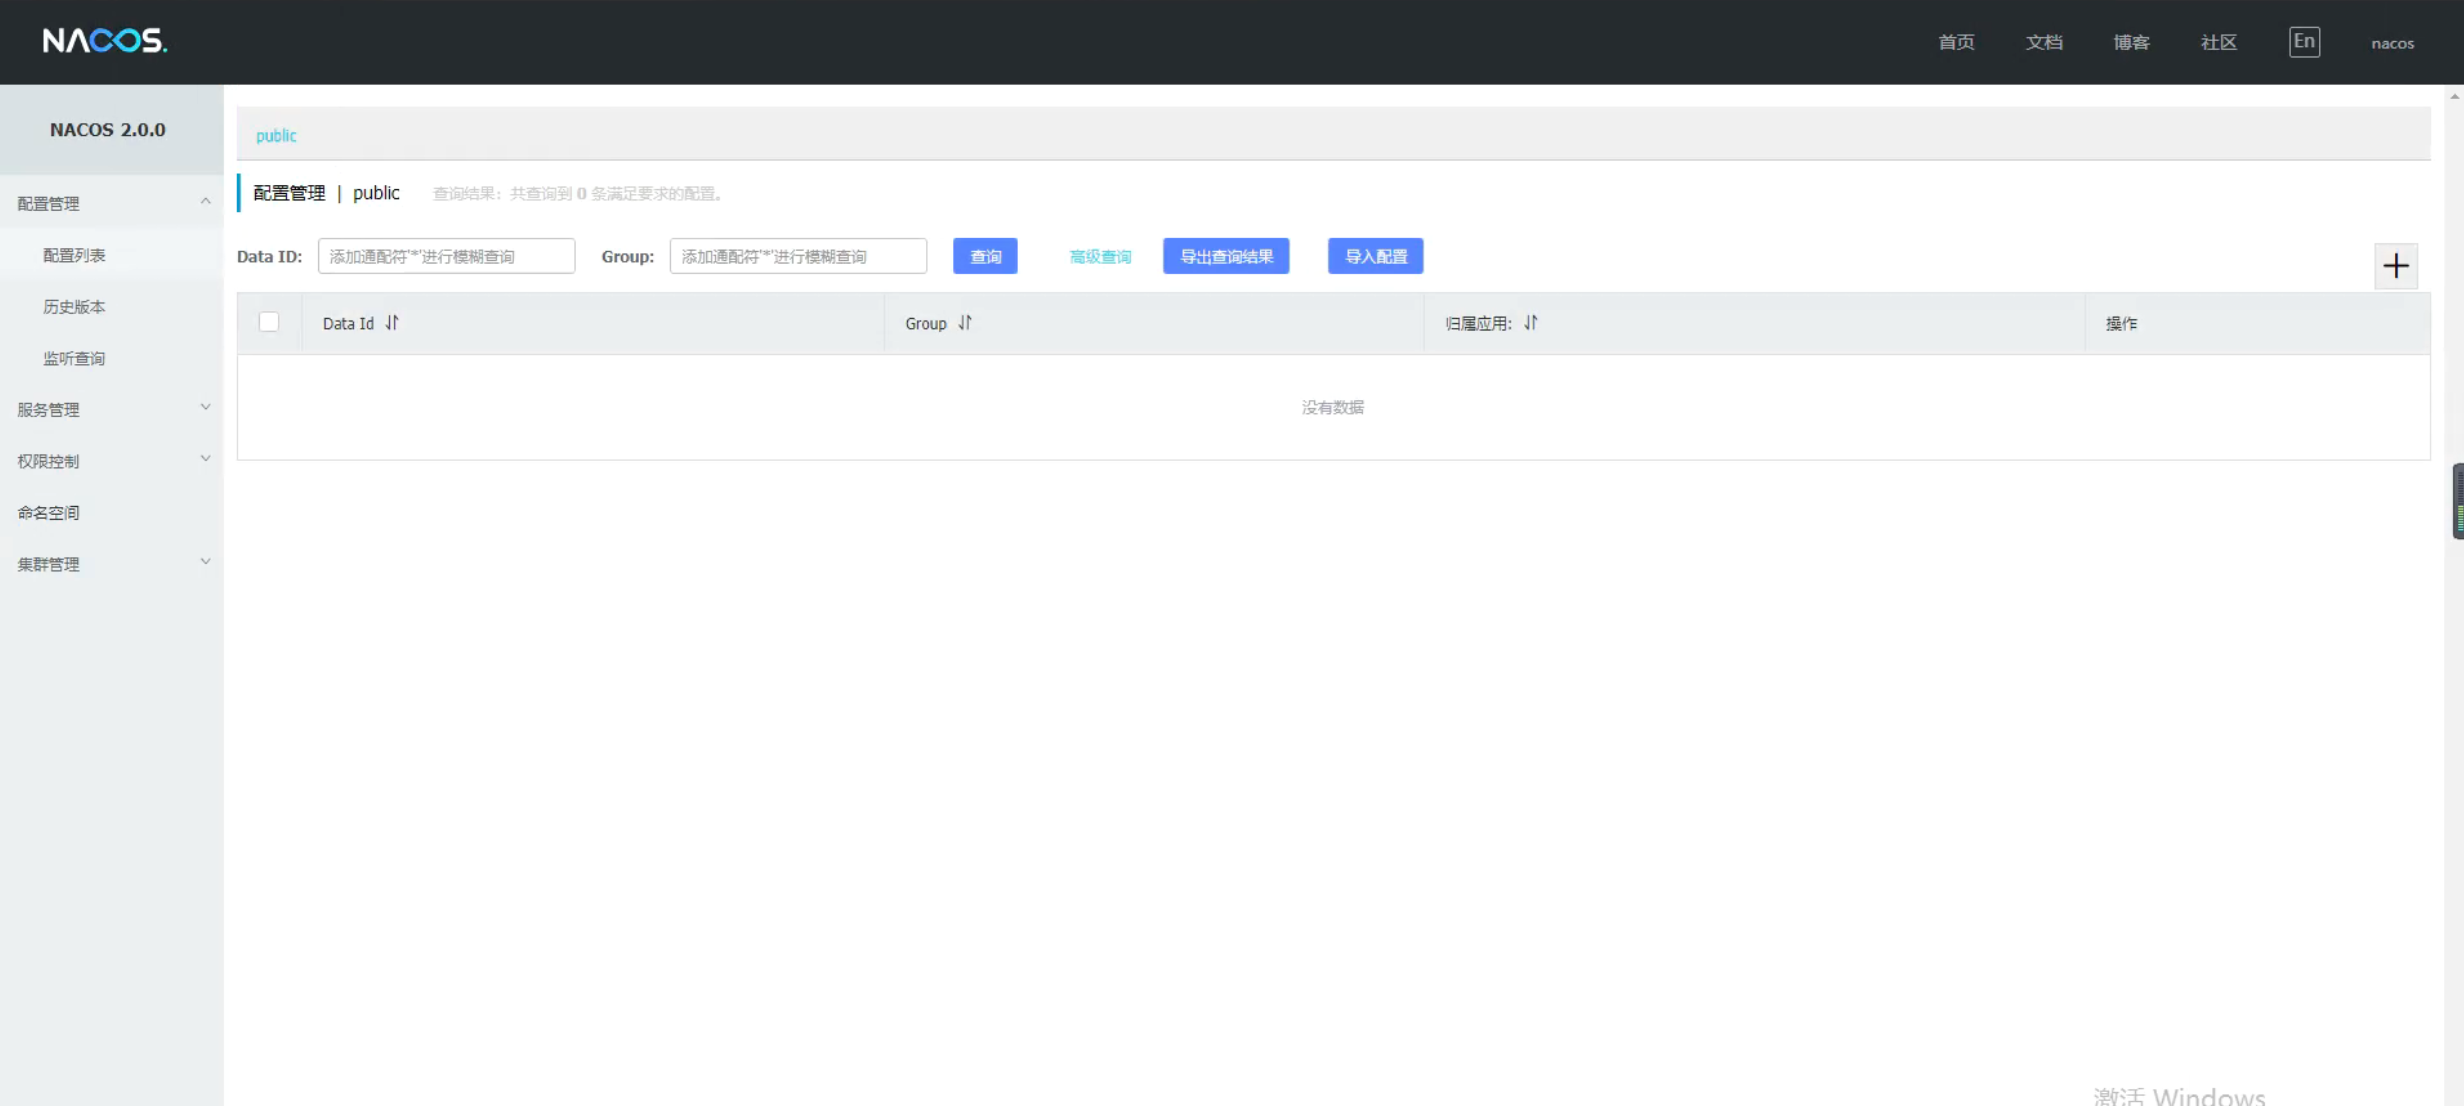 NACOS.
首页 文档 博客 社区 En nacos
NACOS 2.0.0
public
配置管理 | public 查询结果：共查询到 0 条满足要求的配置。
配置管理
配置列表
历史版本
监听查询
服务管理
权限控制
命名空间
集群管理
Data ID: 添加通配符'*'进行模糊查询 Group: 添加通配符'*'进行模糊查询 查询 高级查询 导出查询结果 导入配置
Data Id Group 归属应用: 操作
没有数据
激活 Windows